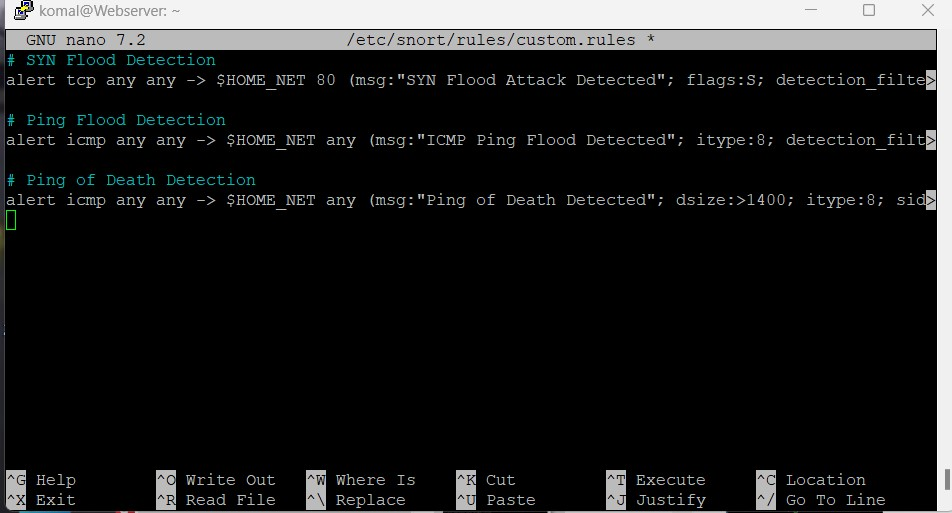 komal@Webserver: ~
GNU nano 7.2 /etc/snort/rules/custom.rules *
# SYN Flood Detection
alert tcp any any -> $HOME_NET 80 (msg:"SYN Flood Attack Detected"; flags:S; detection_filte>
# Ping Flood Detection
alert icmp any any -> $HOME_NET any (msg:"ICMP Ping Flood Detected"; itype:8; detection_filt>
# Ping of Death Detection
alert icmp any any -> $HOME_NET any (msg:"Ping of Death Detected"; dsize:>1400; itype:8; sid>
^G Help ^O Write Out ^W Where Is ^K Cut ^T Execute ^C Location
^X Exit ^R Read File ^\ Replace ^U Paste ^J Justify ^/ Go To Line